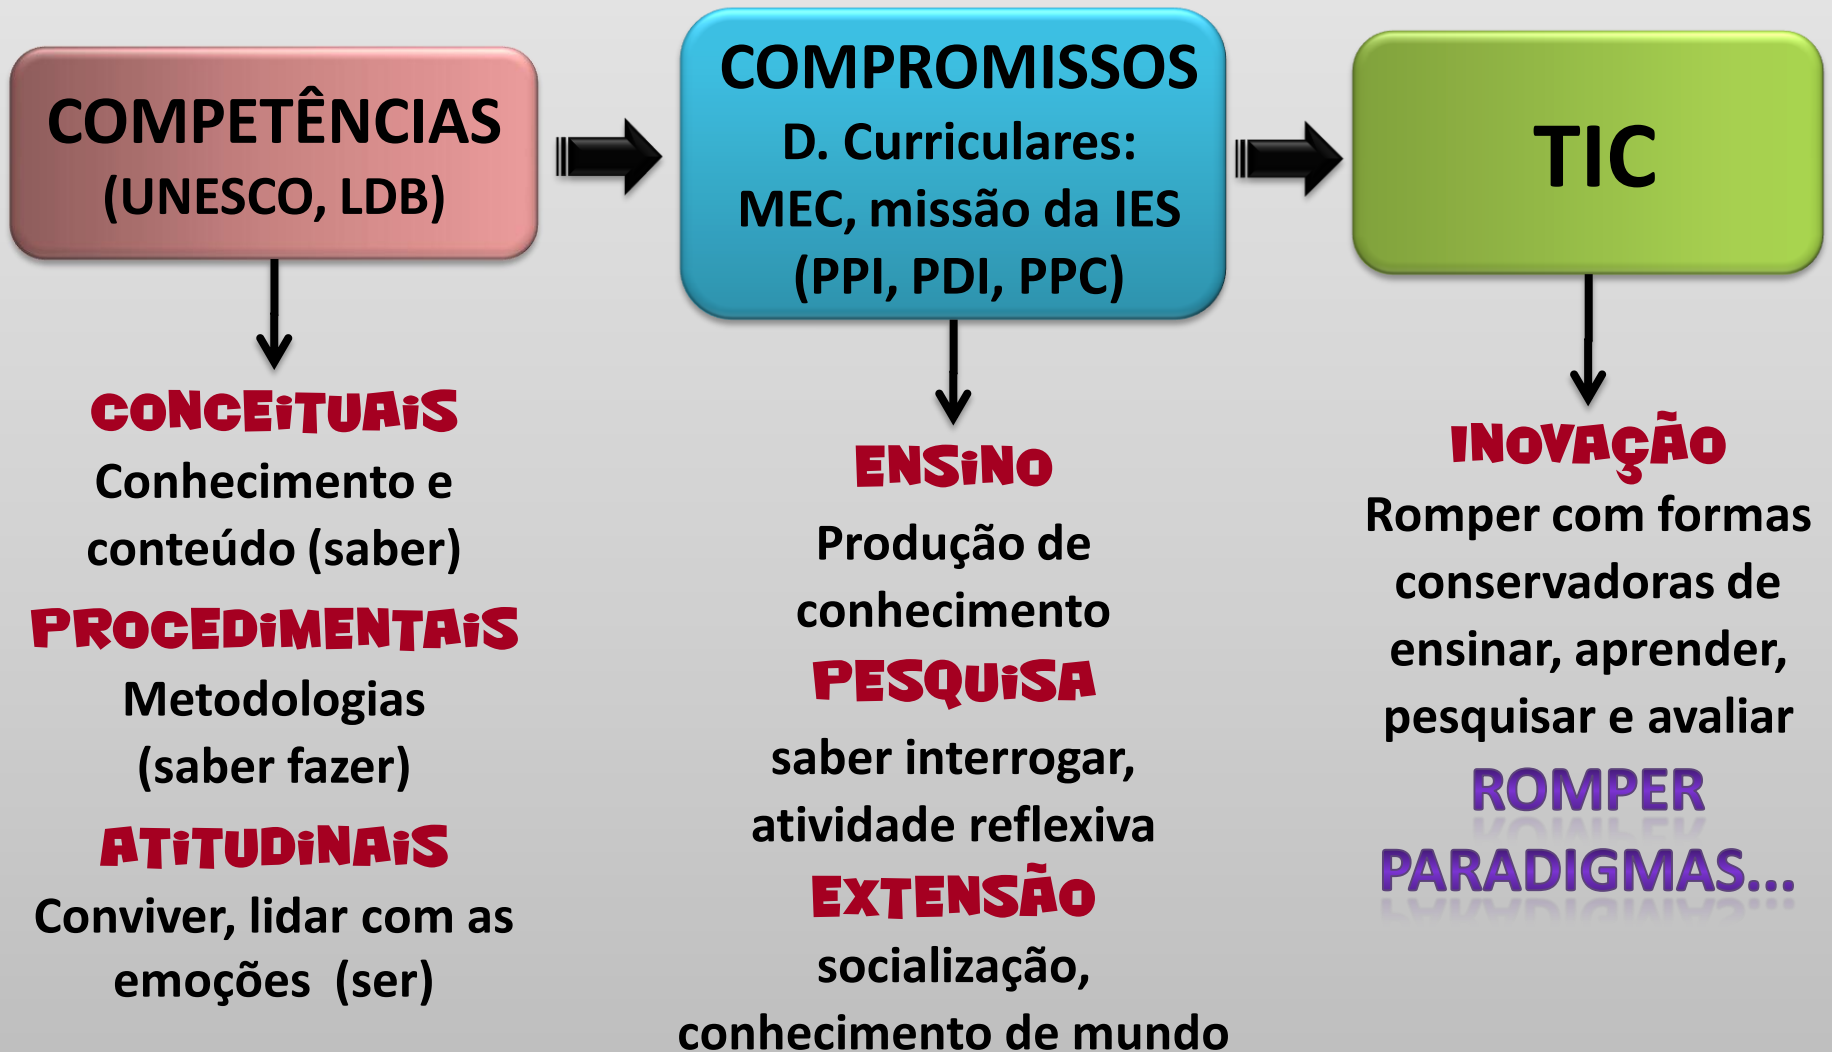 COMPETÊNCIAS
(UNESCO, LDB)
CONCEITUAIS
Conhecimento e
conteúdo (saber)
PROCEDIMENTAIS
Metodologias
(saber fazer)
ATITUDINAIS
Conviver, lidar com as
emoções (ser)
COMPROMISSOS
D. Curriculares:
MEC, missão da IES
(PPI, PDI, PPC)
ENSINO
Produção de
conhecimento
PESQUISA
saber interrogar,
atividade reflexiva
EXTENSÃO
socialização,
conhecimento de mundo
TIC
INOVAÇÃO
Romper com formas
conservadoras de
ensinar, aprender,
pesquisar e avaliar
ROMPER
PARADIGMAS...